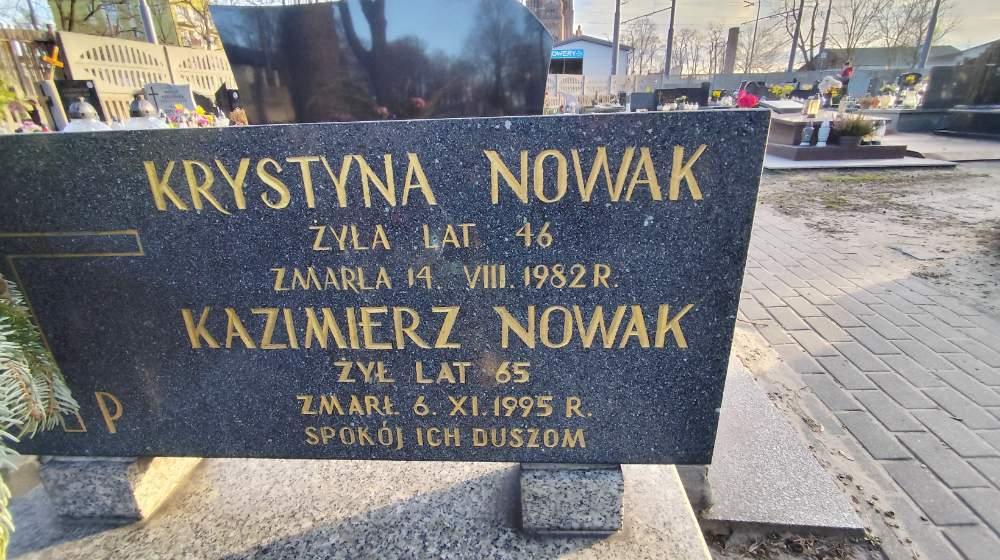 OWERY
KRYSTYNA NOWAK
ŻYŁA LAT 46
ZMARŁA 14. VIII. 1982 R.
KAZIMIERZ NOWAK
ŻYŁ LAT 65
ZMARŁ 6. XI. 1995 R.
SPOKÓJ ICH DUSZOM
P